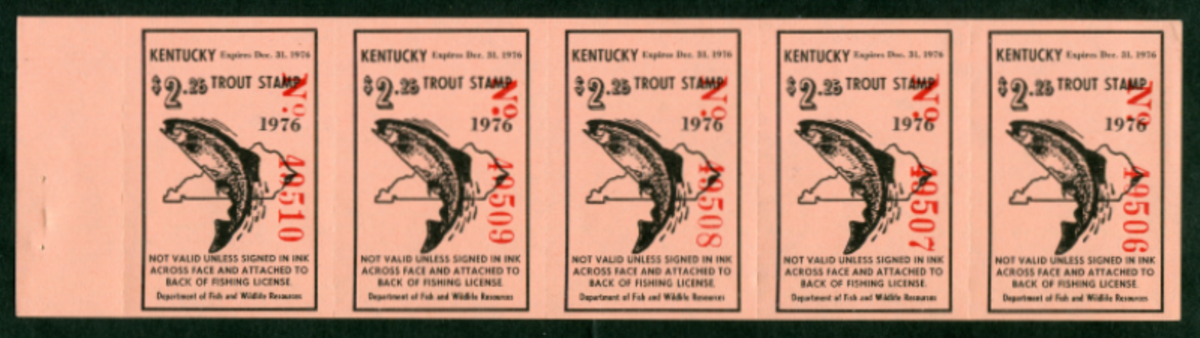 KENTUCKY Expires Dec. 31, 1976
$2.25 TROUT STAMP
No. 49510
1976
NOT VALID UNLESS SIGNED IN INK
ACROSS FACE AND ATTACHED TO
BACK OF FISHING LICENSE.
Department of Fish and Wildlife Resources
KENTUCKY Expires Dec. 31, 1976
$2.25 TROUT STAMP
No. 49509
1976
NOT VALID UNLESS SIGNED IN INK
ACROSS FACE AND ATTACHED TO
BACK OF FISHING LICENSE.
Department of Fish and Wildlife Resources
KENTUCKY Expires Dec. 31, 1976
$2.25 TROUT STAMP
No. 49508
1976
NOT VALID UNLESS SIGNED IN INK
ACROSS FACE AND ATTACHED TO
BACK OF FISHING LICENSE.
Department of Fish and Wildlife Resources
KENTUCKY Expires Dec. 31, 1976
$2.25 TROUT STAMP
No. 49507
1976
NOT VALID UNLESS SIGNED IN INK
ACROSS FACE AND ATTACHED TO
BACK OF FISHING LICENSE.
Department of Fish and Wildlife Resources
KENTUCKY Expires Dec. 31, 1976
$2.25 TROUT STAMP
No. 49506
1976
NOT VALID UNLESS SIGNED IN INK
ACROSS FACE AND ATTACHED TO
BACK OF FISHING LICENSE.
Department of Fish and Wildlife Resources